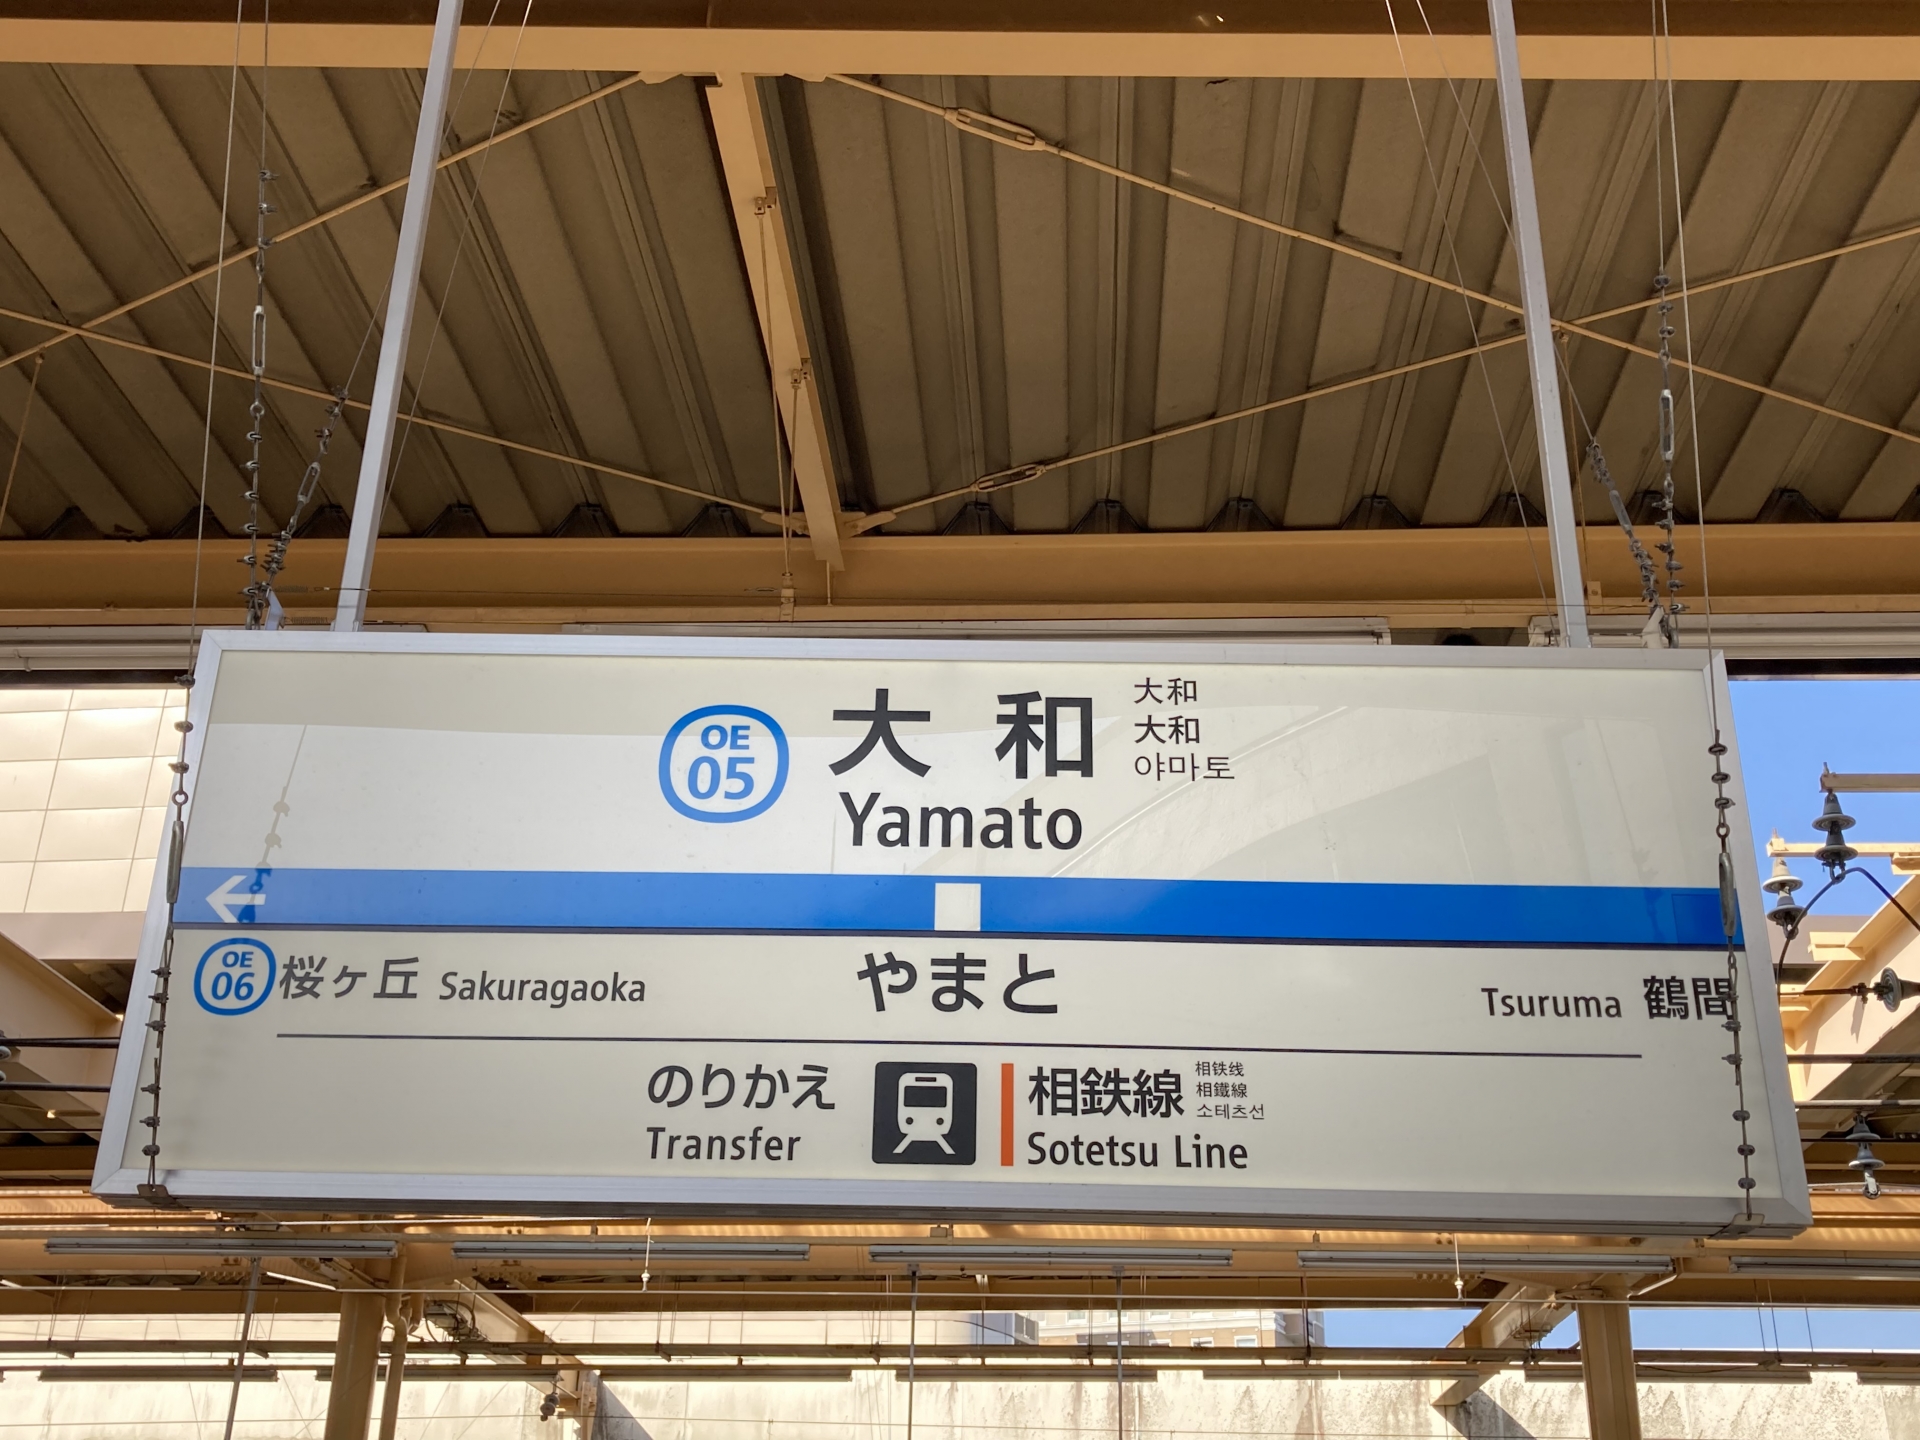 OE
05
大和
大和
大和
야마토
Yamato
OE
06
桜ヶ丘 Sakuragaoka
やまと
Tsuruma 鶴間
のりかえ
Transfer
相鉄線
相铁线
相鐵線
소테츠선
Sotetsu Line